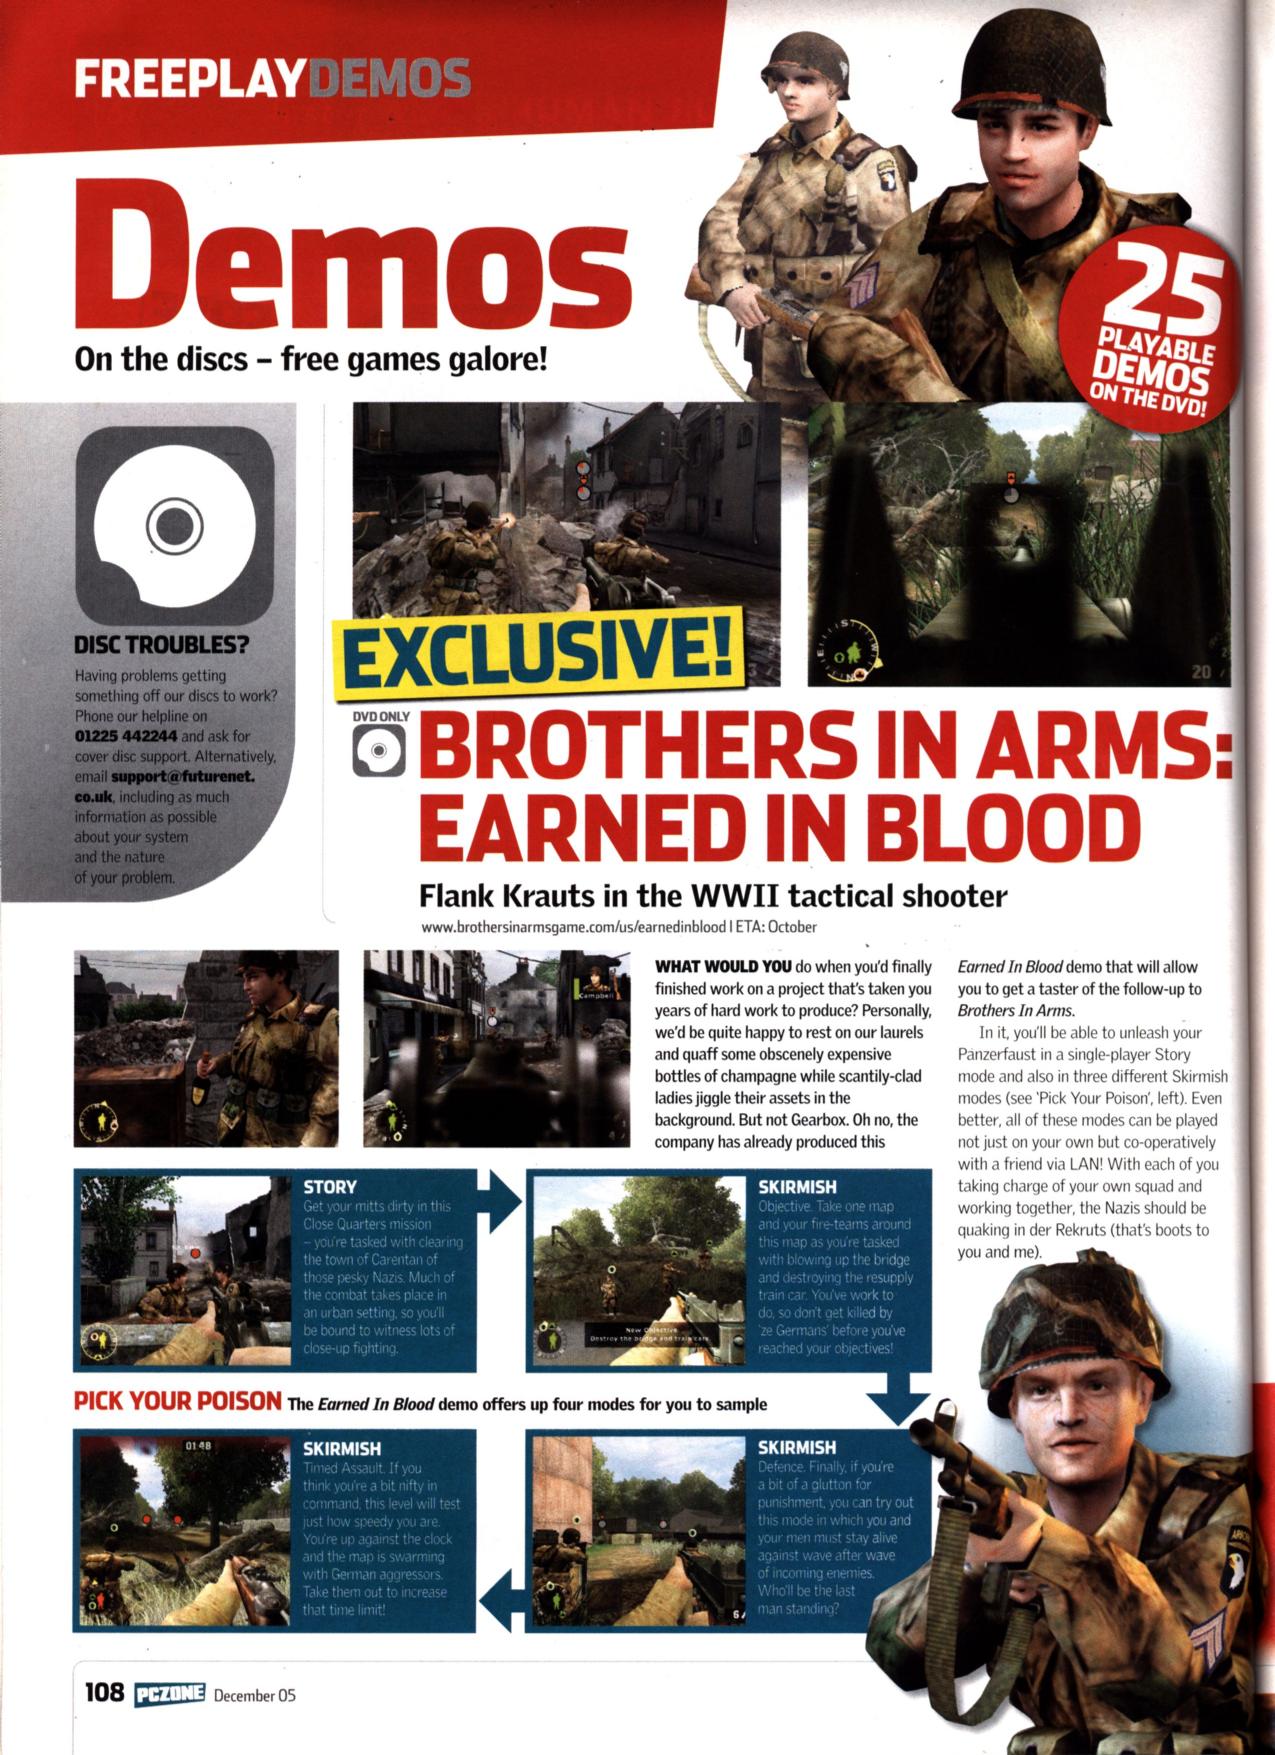 FREEPLAYDEMOS
Demos
On the discs – free games galore!
25
PLAYABLE
DEMOS
ON THE DVD!
DISC TROUBLES?
Having problems getting
something off our discs to work?
Phone our helpline on
01225 442244 and ask for
cover disc support. Alternatively,
email support@futurenet.
co.uk, including as much
information as possible
about your system
and the nature
of your problem.
EXCLUSIVE!
20
DVD ONLY
BROTHERS IN ARMS:
EARNED IN BLOOD
Flank Krauts in the WWII tactical shooter
www.brothersinarmsgame.com/us/earnedinblood | ETA: October
Campbell
WHAT WOULD YOU do when you'd finally
finished work on a project that's taken you
years of hard work to produce? Personally,
we'd be quite happy to rest on our laurels
and quaff some obscenely expensive
bottles of champagne while scantily-clad
ladies jiggle their assets in the
background. But not Gearbox. Oh no, the
company has already produced this
Earned In Blood demo that will allow
you to get a taster of the follow-up to
Brothers In Arms.
In it, you'll be able to unleash your
Panzerfaust in a single-player Story
mode and also in three different Skirmish
modes (see 'Pick Your Poison', left). Even
better, all of these modes can be played
not just on your own but co-operatively
with a friend via LAN! With each of you
taking charge of your own squad and
working together, the Nazis should be
quaking in der Rekruts (that's boots to
you and me).
STORY
Get your mitts dirty in this
Close Quarters mission
– you're tasked with clearing
the town of Carentan of
those pesky Nazis. Much of
the combat takes place in
an urban setting, so you'll
be bound to witness lots of
close-up fighting.
New Objective
Destroy the bridge and train cars.
SKIRMISH
Objective. Take one map
and your fire-teams around
this map as you're tasked
with blowing up the bridge
and destroying the resupply
train car. You've work to
do, so don't get killed by
'ze Germans' before you've
reached your objectives!
PICK YOUR POISON The Earned In Blood demo offers up four modes for you to sample
01:48
SKIRMISH
Timed Assault. If you
think you're a bit nifty in
command, this level will test
just how speedy you are.
You're up against the clock
and the map is swarming
with German aggressors.
Take them out to increase
that time limit!
6
SKIRMISH
Defence. Finally, if you're
a bit of a glutton for
punishment, you can try out
this mode in which you and
your men must stay alive
against wave after wave
of incoming enemies.
Who'll be the last
man standing?
108 PCZONE December 05